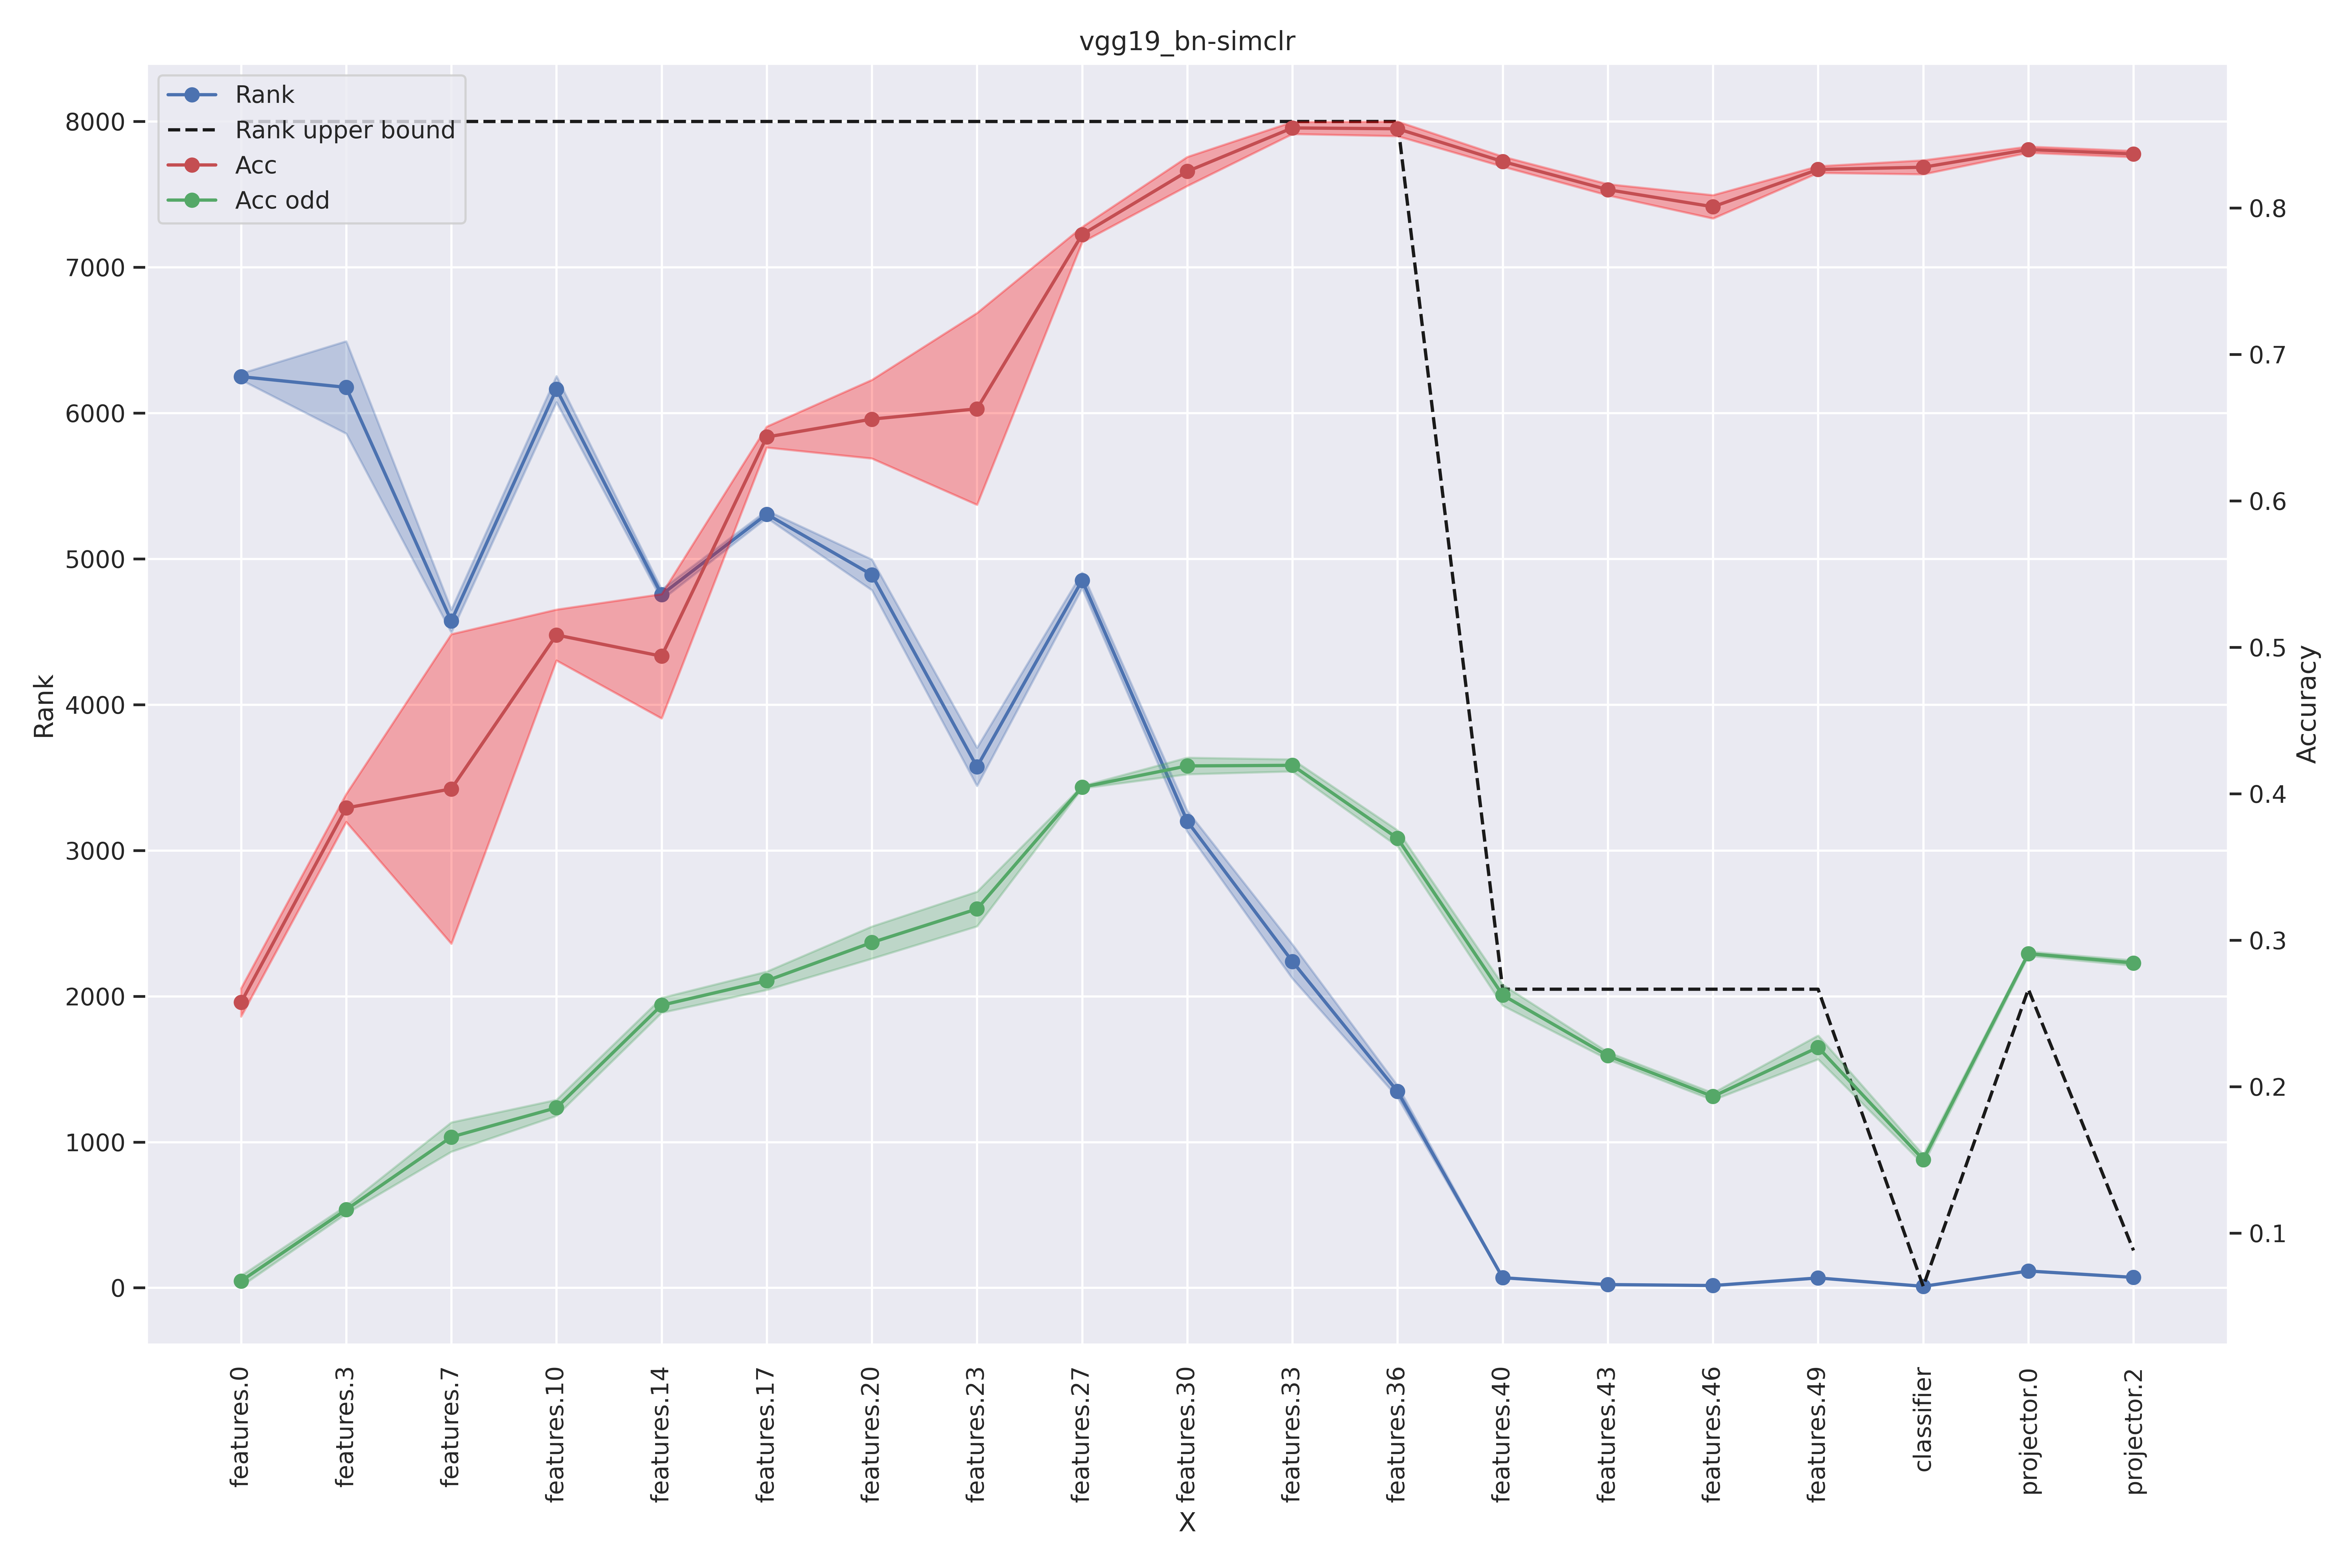 vgg19_bn-simclr
Rank
Rank upper bound
Acc
Acc odd
8000
7000
6000
5000
4000
3000
2000
1000
0
Rank
0.8
0.7
0.6
0.5
0.4
0.3
0.2
0.1
Accuracy
features.0
features.3
features.7
features.10
features.14
features.17
features.20
features.23
features.27
features.30
features.33
features.36
features.40
features.43
features.46
features.49
classifier
projector.0
projector.2
X